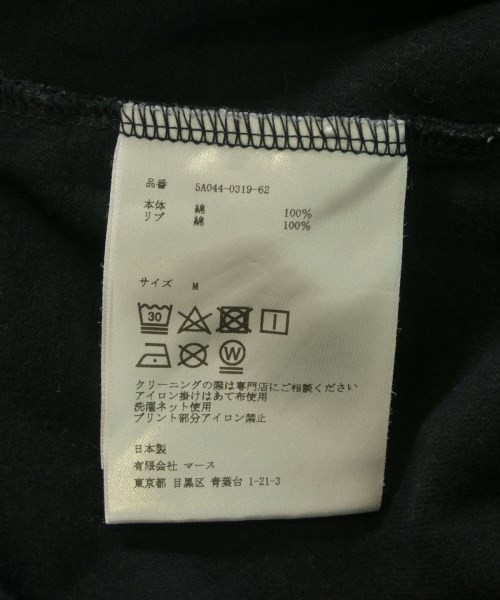 品番 5A044-0319-62
本体 綿 100%
リブ 綿 100%
サイズ M
30
W
クリーニングの際は専門店にご相談ください
アイロン掛けはあて布使用
洗濯ネット使用
プリント部分アイロン禁止
日本製
有限会社 マース
東京都 目黒区 青葉台 1-21-3